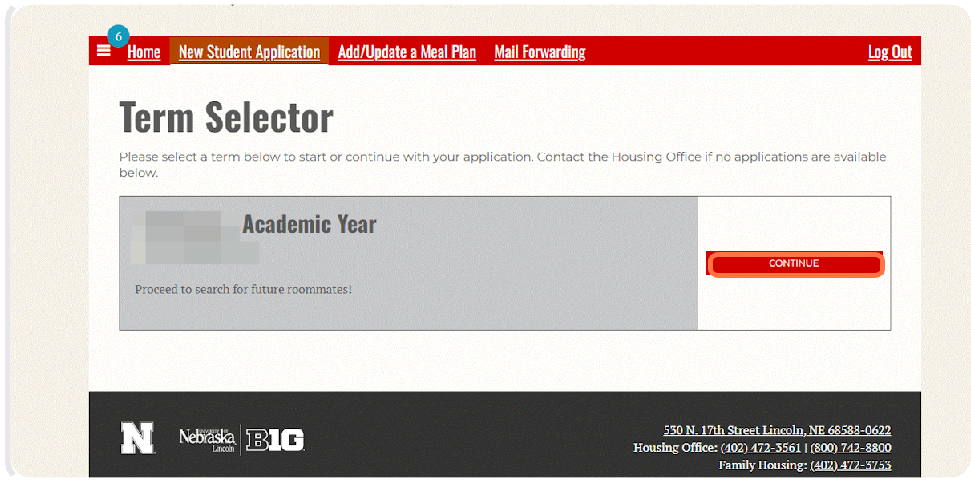 6
Home New Student Application Add/Update a Meal Plan Mail Forwarding Log Out
Term Selector
Please select a term below to start or continue with your application. Contact the Housing Office if no applications are available
below.
Academic Year
CONTINUE
Proceed to search for future roommates!
N
UNIVERSITY OF
Nebraska
Lincoln
B1G
530 N. 17th Street Lincoln, NE 68588-0622
Housing Office: (402) 472-3561 | (800) 742-8800
Family Housing: (402) 472-3753